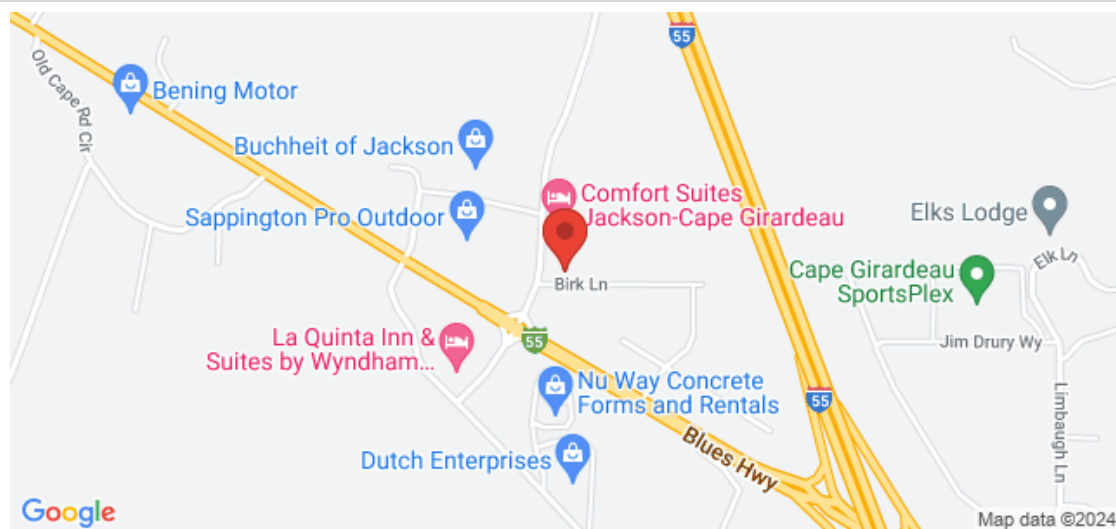 55
Old Cape Rd Cir
Bening Motor
Buchheit of Jackson
Comfort Suites
Jackson-Cape Girardeau
Sappington Pro Outdoor
Elks Lodge
Elk Ln
Cape Girardeau
SportsPlex
Birk Ln
La Quinta Inn &
Suites by Wyndham...
55
Jim Drury Wy
Nu Way Concrete
Forms and Rentals
55
Limbaugh Ln
Blues Hwy
Dutch Enterprises
Google
Map data ©2024